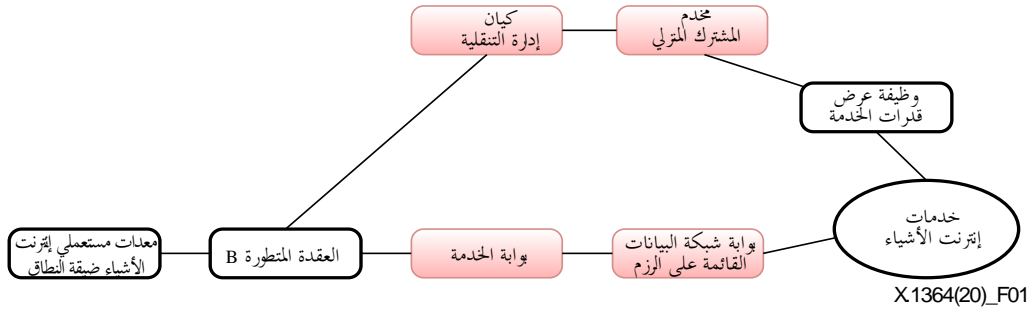 كيان
إدارة التنقلية
مخدم
المشترك المنزلي
وظيفة عرض
قدرات الخدمة
خدمات
إنترنت الأشياء
معدات مستعملي إنترنت
الأشياء ضيقة النطاق
العقدة المتطورة B
بوابة الخدمة
بوابة شبكة البيانات
القائمة على الرزم
X.1364(20)_F01